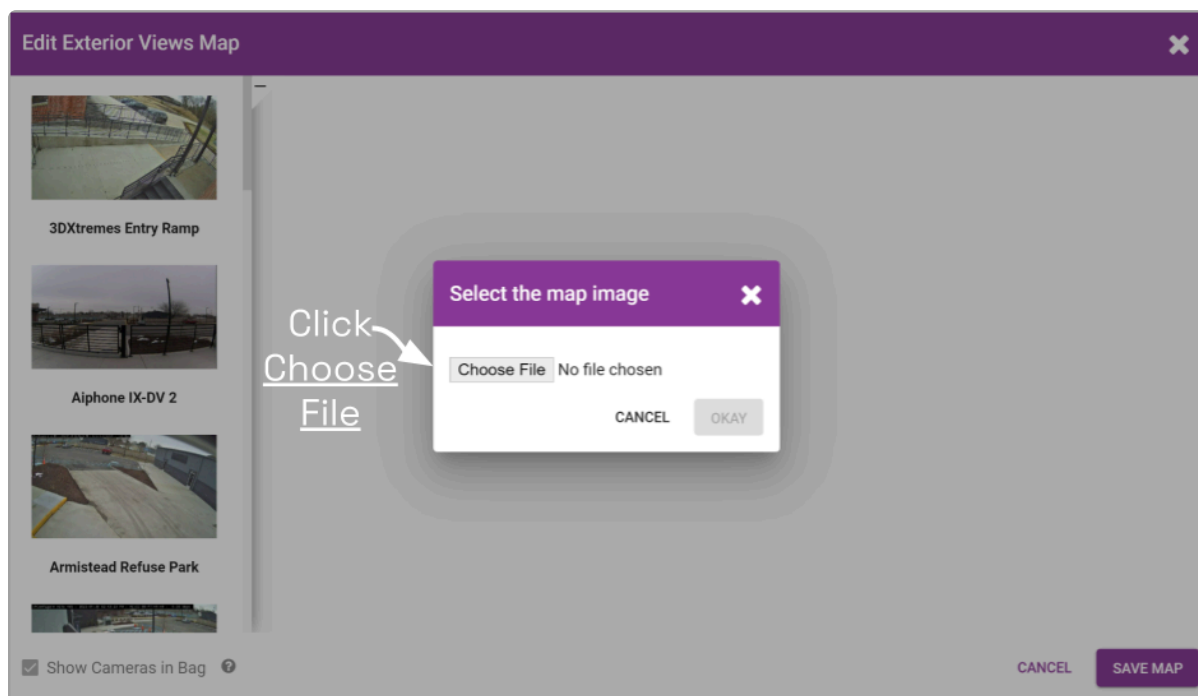 Edit Exterior Views Map
3DXtremes Entry Ramp
Aiphone IX-DV 2
Armistead Refuse Park
Show Cameras in Bag
Click
Choose
File
Select the map image
Choose File No file chosen
CANCEL OKAY
CANCEL SAVE MAP